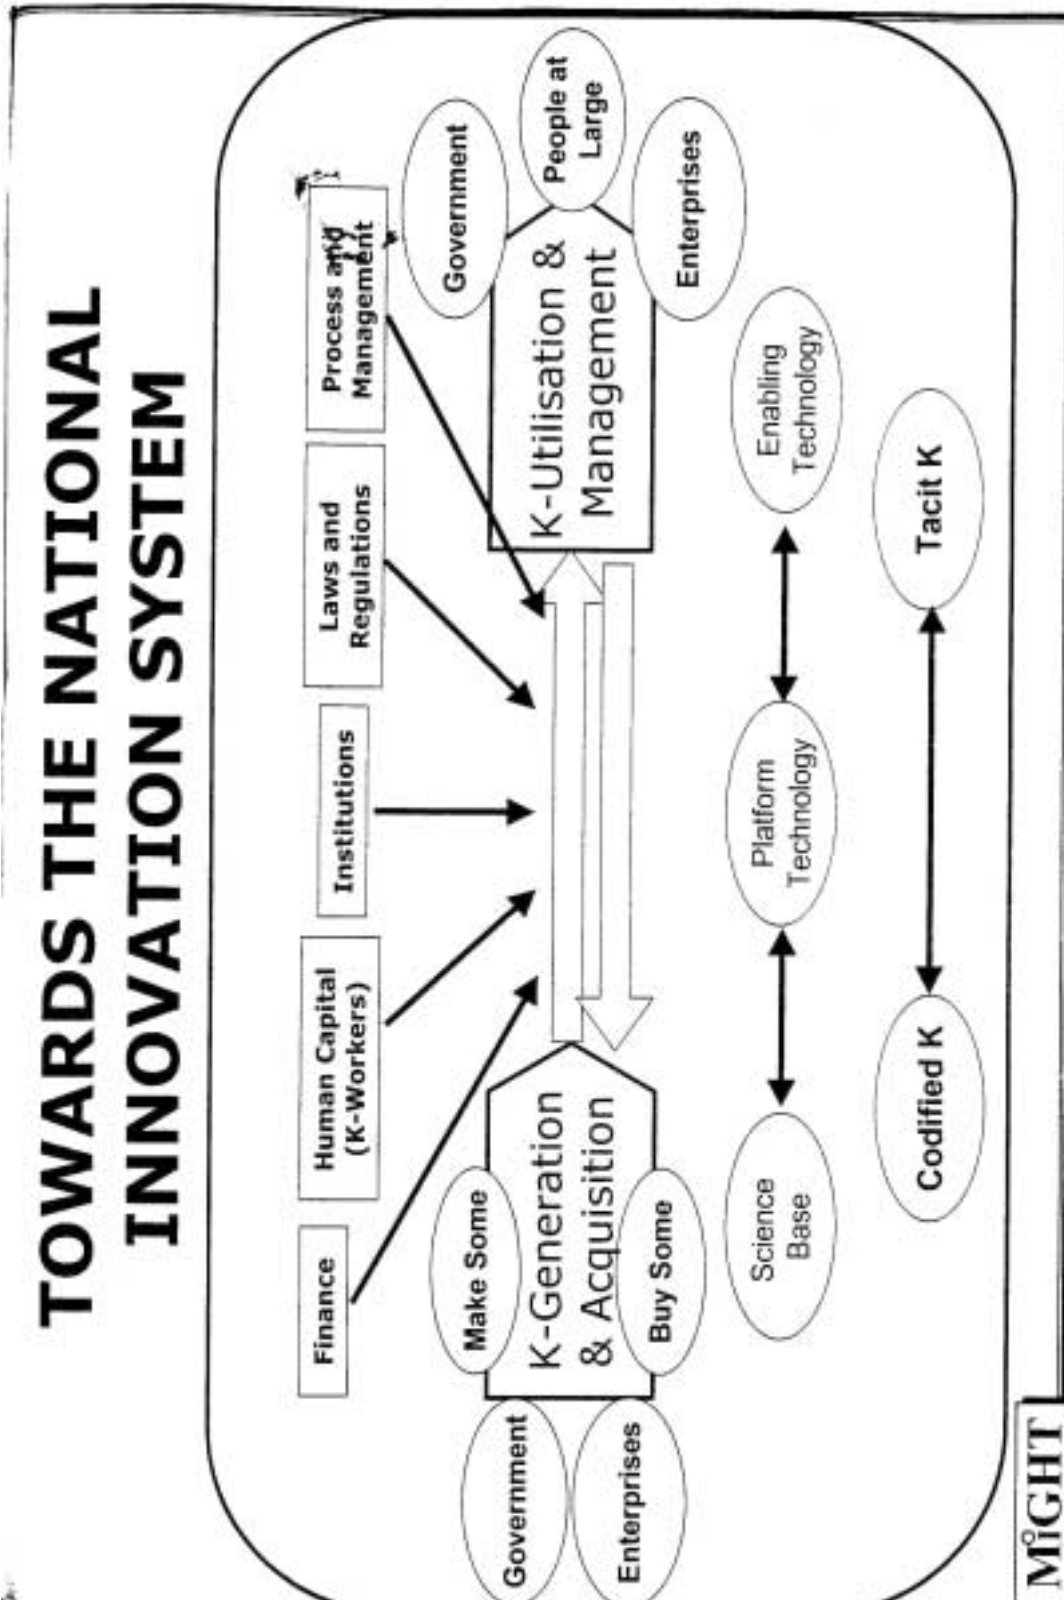 TOWARDS THE NATIONAL
INNOVATION SYSTEM
Finance
Human Capital
(K-Workers)
Institutions
Laws and
Regulations
Process and
Management
Government
Enterprises
Make Some
K-Generation
& Acquisition
Buy Some
K-Utilisation &
Management
Government
People at
Large
Enterprises
Science
Base
Platform
Technology
Enabling
Technology
Codified K
Tacit K
MiGHT